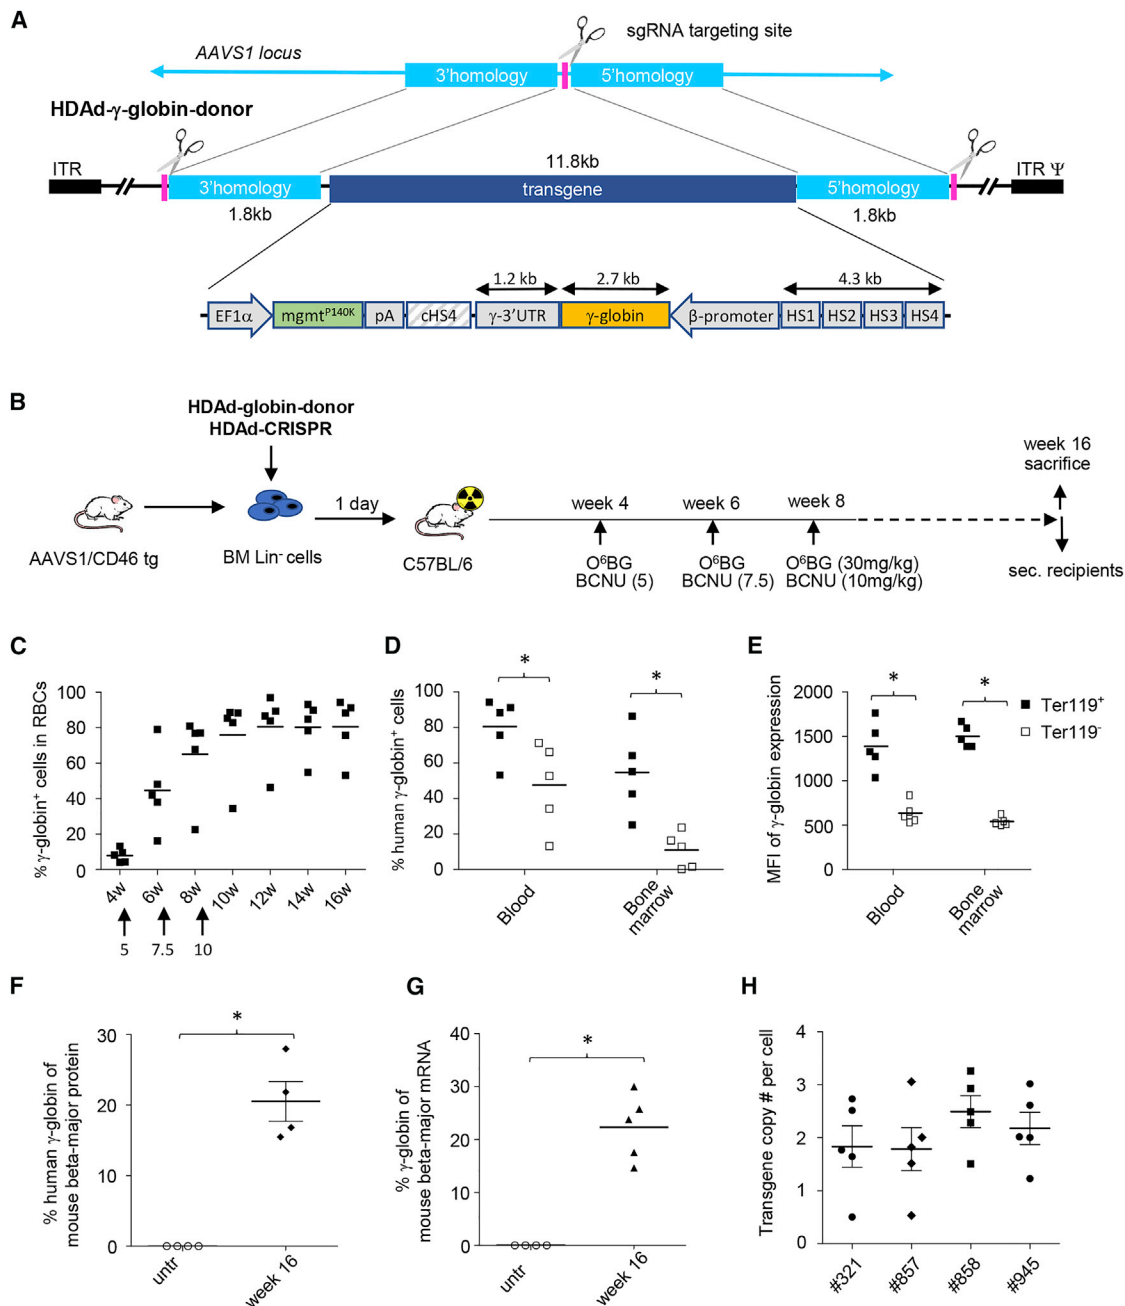 A
sgRNA targeting site
AAVS1 locus
3'homology
5'homology
HDAd-γ-globin-donor
ITR
11.8kb
ITR Ψ
3'homology
transgene
5'homology
1.8kb
1.8kb
1.2 kb
2.7 kb
4.3 kb
EF1α
mgmtP140K
pA
cHS4
γ-3'UTR
γ-globin
β-promoter
HS1
HS2
HS3
HS4
B
HDAd-globin-donor
HDAd-CRISPR
week 16
sacrifice
1 day
week 4
week 6
week 8
AAVS1/CD46 tg
BM Lin- cells
C57BL/6
O6BG
BCNU (5)
O6BG
BCNU (7.5)
O6BG (30mg/kg)
BCNU (10mg/kg)
sec. recipients
C
% γ-globin+ cells in RBCs
100
80
60
40
20
0
4w
6w
8w
10w
12w
14w
16w
5
7.5
10
D
% human γ-globin+ cells
100
80
60
40
20
0
*
*
Blood
Bone
marrow
E
MFI of γ-globin expression
2000
1500
1000
500
0
*
*
Ter119+
Ter119-
Blood
Bone
marrow
F
% human γ-globin of
mouse beta-major protein
30
20
10
0
*
untr
week 16
G
% γ-globin of
mouse beta-major mRNA
40
30
20
10
0
*
untr
week 16
H
Transgene copy # per cell
4
3
2
1
0
#321
#857
#858
#945